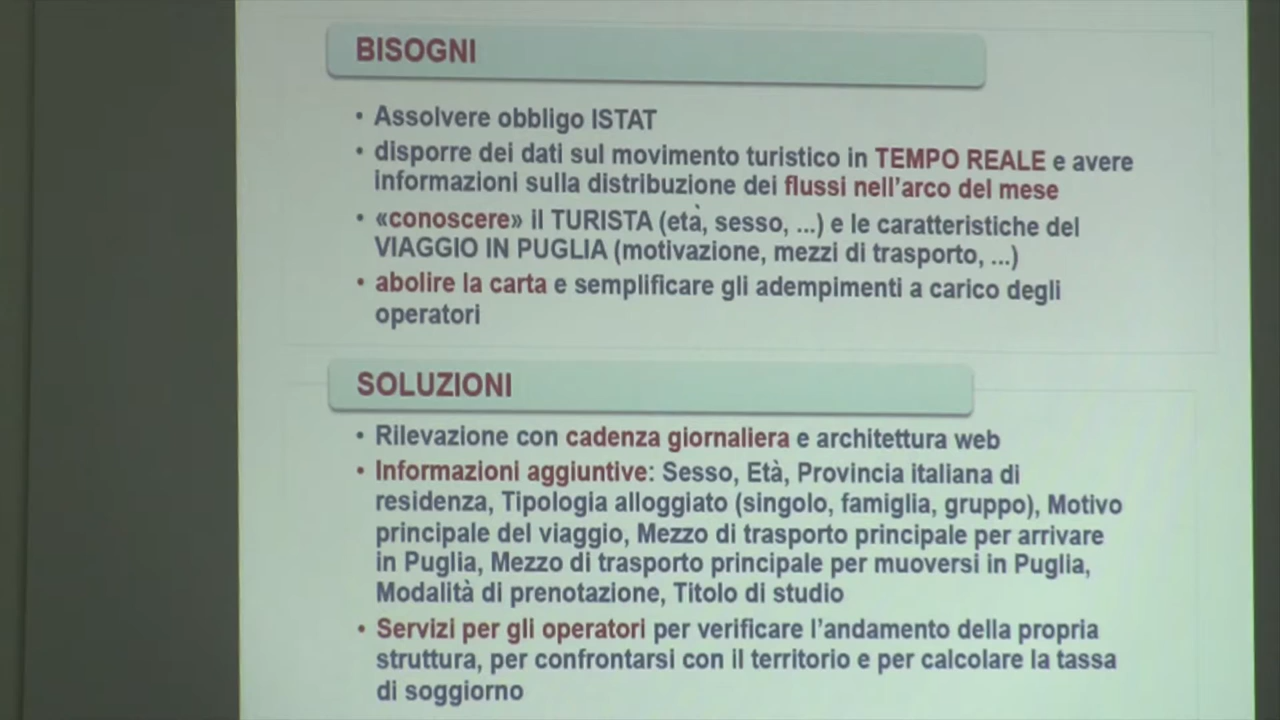 BISOGNI
• Assolvere obbligo ISTAT
• disporre dei dati sul movimento turistico in TEMPO REALE e avere
informazioni sulla distribuzione dei flussi nell'arco del mese
• «conoscere» il TURISTA (età, sesso, ...) e le caratteristiche del
VIAGGIO IN PUGLIA (motivazione, mezzi di trasporto, ...)
• abolire la carta e semplificare gli adempimenti a carico degli
operatori
SOLUZIONI
• Rilevazione con cadenza giornaliera e architettura web
• Informazioni aggiuntive: Sesso, Età, Provincia italiana di
residenza, Tipologia alloggiato (singolo, famiglia, gruppo), Motivo
principale del viaggio, Mezzo di trasporto principale per arrivare
in Puglia, Mezzo di trasporto principale per muoversi in Puglia,
Modalità di prenotazione, Titolo di studio
• Servizi per gli operatori per verificare l'andamento della propria
struttura, per confrontarsi con il territorio e per calcolare la tassa
di soggiorno